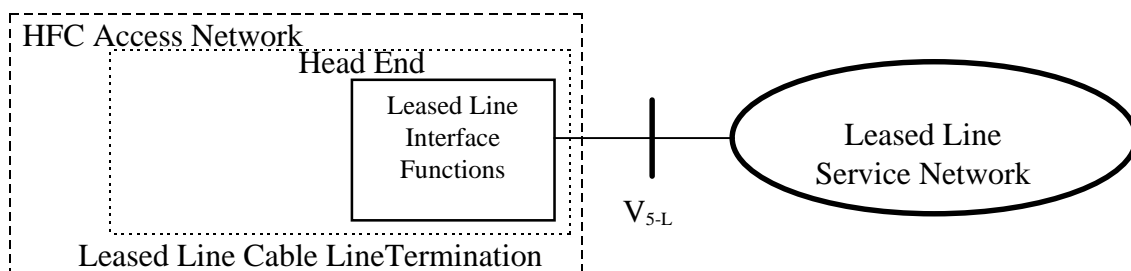 HFC Access Network
Head End
Leased Line
Interface
Functions
Leased Line
Service Network
V5-L
Leased Line Cable LineTermination